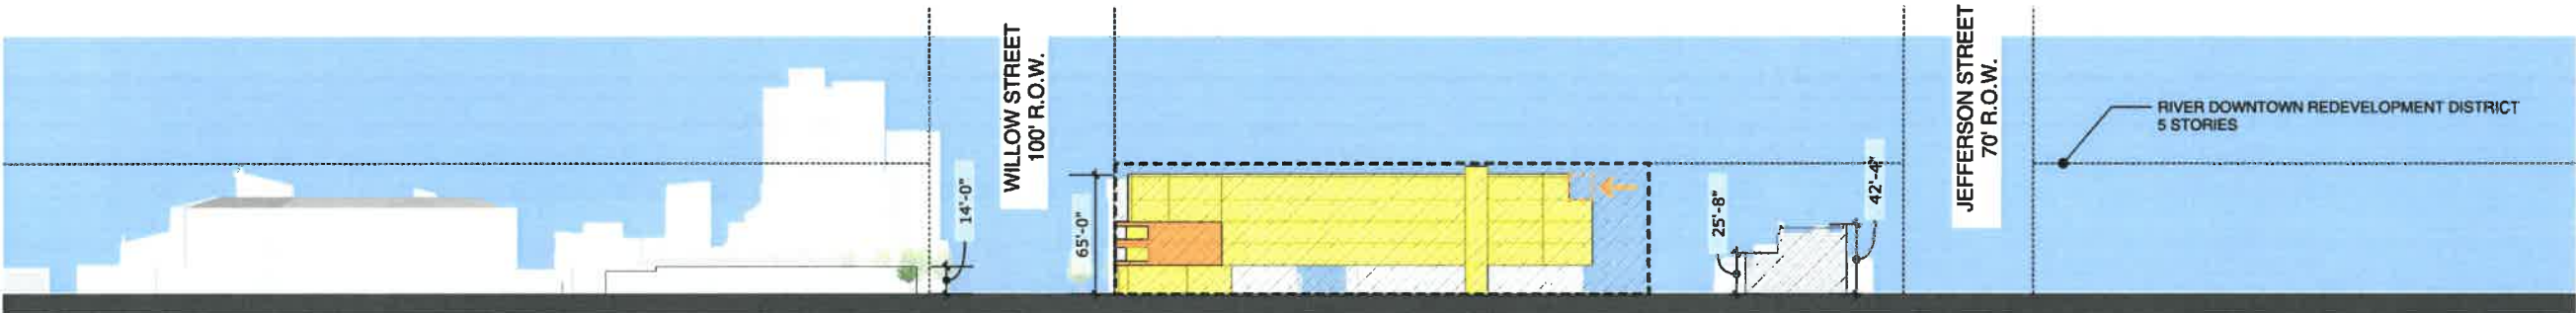 WILLOW STREET
100' R.O.W.
14'-0"
65'-0"
25'-8"
42'-4"
JEFFERSON STREET
70' R.O.W.
RIVER DOWNTOWN REDEVELOPMENT DISTRICT
5 STORIES